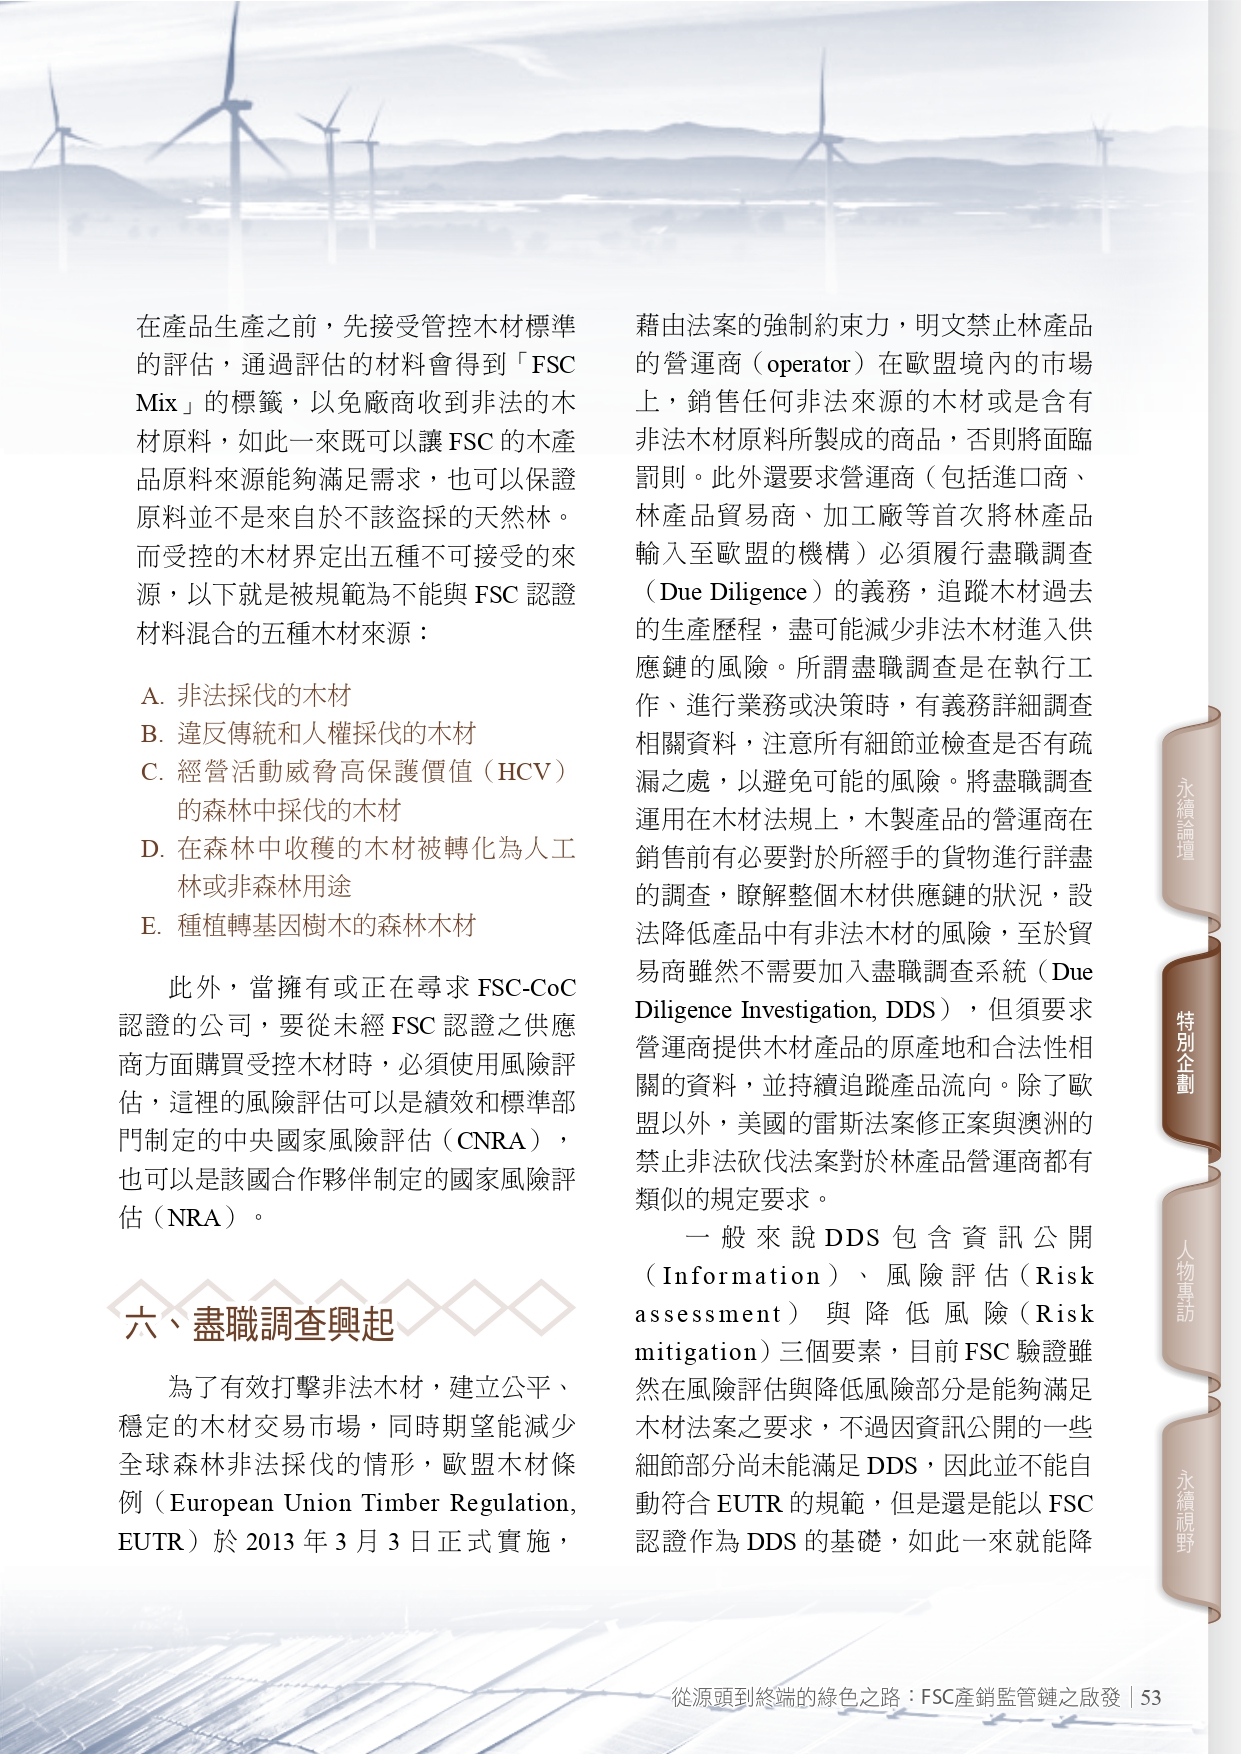 在產品生產之前，先接受管控木材標準
的評估，通過評估的材料會得到「FSC
Mix」的標籤，以免廠商收到非法的木
材原料，如此一來既可以讓 FSC 的木產
品原料來源能夠滿足需求，也可以保證
原料並不是來自於不該盜採的天然林。
而受控的木材界定出五種不可接受的來
源，以下就是被規範為不能與 FSC 認證
材料混合的五種木材來源：
A. 非法採伐的木材
B. 違反傳統和人權採伐的木材
C. 經營活動威脅高保護價值（HCV）
的森林中採伐的木材
D. 在森林中收穫的木材被轉化為人工
林或非森林用途
E. 種植轉基因樹木的森林木材
此外，當擁有或正在尋求 FSC-CoC
認證的公司，要從未經 FSC 認證之供應
商方面購買受控木材時，必須使用風險評
估，這裡的風險評估可以是績效和標準部
門制定的中央國家風險評估（CNRA），
也可以是該國合作夥伴制定的國家風險評
估（NRA）。
六、盡職調查興起
為了有效打擊非法木材，建立公平、
穩定的木材交易市場，同時期望能減少
全球森林非法採伐的情形，歐盟木材條
例（European Union Timber Regulation,
EUTR）於 2013 年 3 月 3 日正式實施，
藉由法案的強制約束力，明文禁止林產品
的營運商（operator）在歐盟境內的市場
上，銷售任何非法來源的木材或是含有
非法木材原料所製成的商品，否則將面臨
罰則。此外還要求營運商（包括進口商、
林產品貿易商、加工廠等首次將林產品
輸入至歐盟的機構）必須履行盡職調查
（Due Diligence）的義務，追蹤木材過去
的生產歷程，盡可能減少非法木材進入供
應鏈的風險。所謂盡職調查是在執行工
作、進行業務或決策時，有義務詳細調查
相關資料，注意所有細節並檢查是否有疏
漏之處，以避免可能的風險。將盡職調查
運用在木材法規上，木製產品的營運商在
銷售前有必要對於所經手的貨物進行詳盡
的調查，瞭解整個木材供應鏈的狀況，設
法降低產品中有非法木材的風險，至於貿
易商雖然不需要加入盡職調查系統（Due
Diligence Investigation, DDS），但須要求
營運商提供木材產品的原產地和合法性相
關的資料，並持續追蹤產品流向。除了歐
盟以外，美國的雷斯法案修正案與澳洲的
禁止非法砍伐法案對於林產品營運商都有
類似的規定要求。
一般來說 DDS 包含資訊公開
（Information）、風險評估（Risk
assessment）與降低風險（Risk
mitigation）三個要素，目前 FSC 驗證雖
然在風險評估與降低風險部分是能夠滿足
木材法案之要求，不過因資訊公開的一些
細節部分尚未能滿足 DDS，因此並不能自
動符合 EUTR 的規範，但是還是能以 FSC
認證作為 DDS 的基礎，如此一來就能降
永續論壇
特別企劃
人物專訪
永續視野
從源頭到終端的綠色之路：FSC產銷監管鏈之啟發｜53